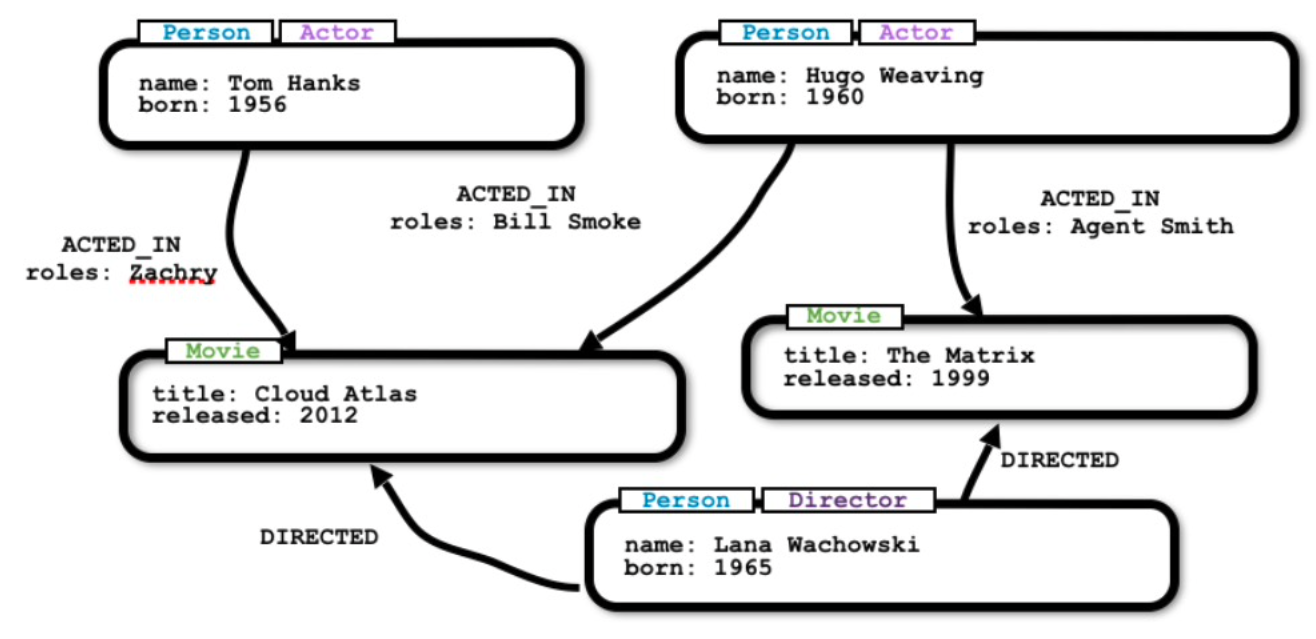 Person Actor
name: Tom Hanks
born: 1956
Person Actor
name: Hugo Weaving
born: 1960
ACTED_IN
roles: Zachry
ACTED_IN
roles: Bill Smoke
ACTED_IN
roles: Agent Smith
Movie
title: Cloud Atlas
released: 2012
Movie
title: The Matrix
released: 1999
DIRECTED
DIRECTED
Person Director
name: Lana Wachowski
born: 1965